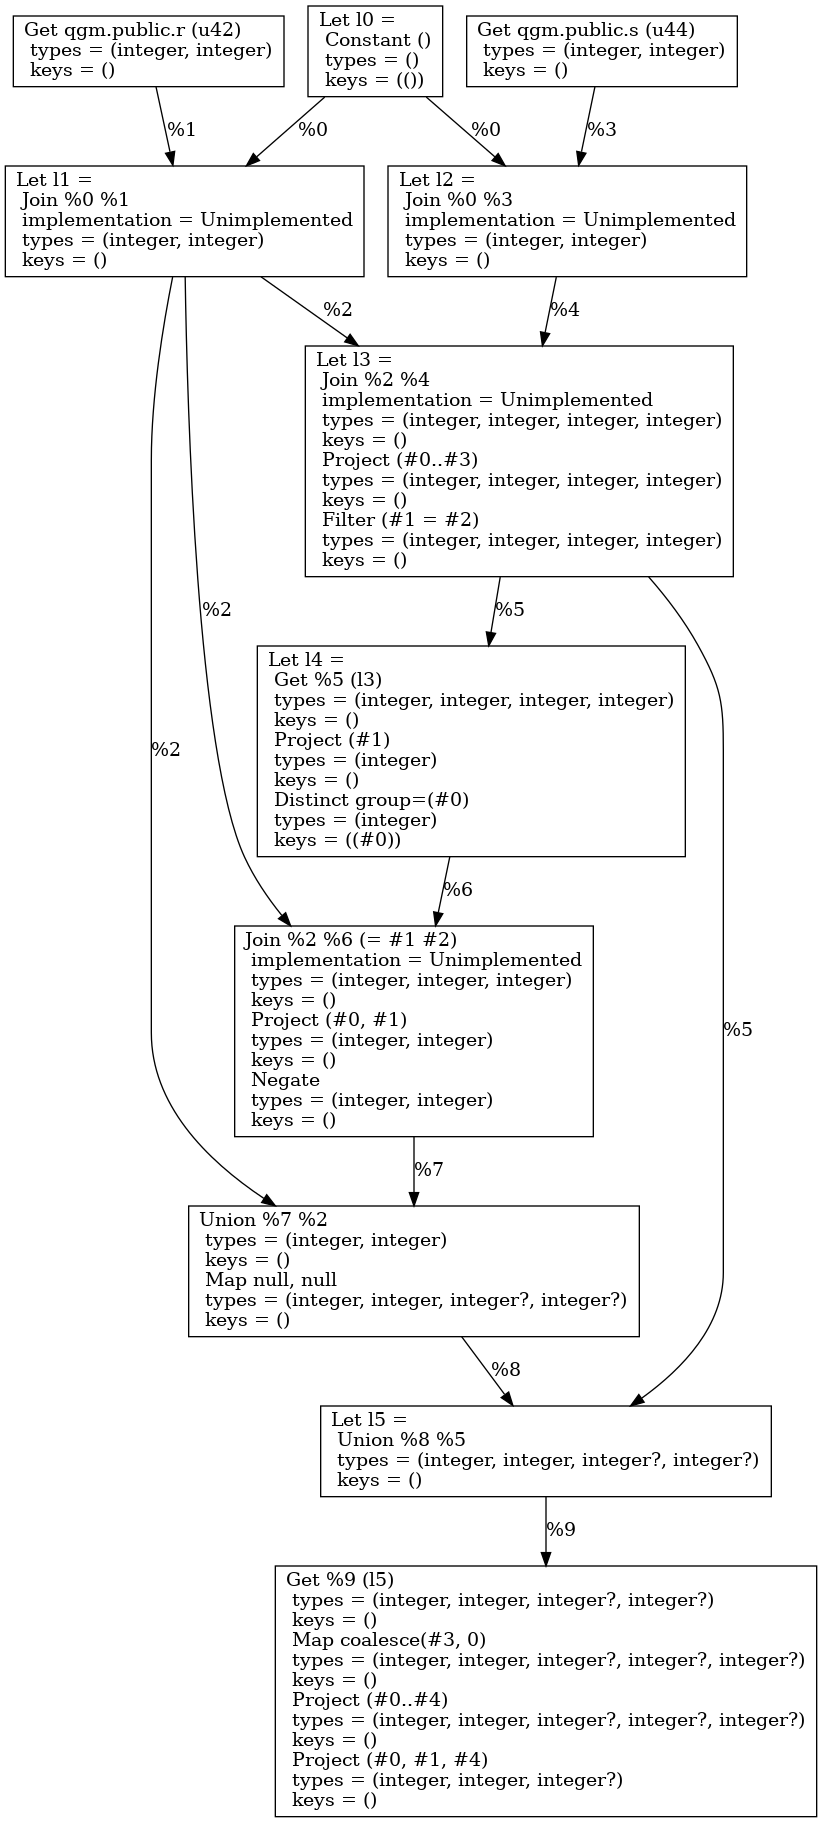 Get qgm.public.r (u42)
types = (integer, integer)
keys = ()
Let l0 =
Constant ()
types = ()
keys = (())
Get qgm.public.s (u44)
types = (integer, integer)
keys = ()
%1
%0
%0
%3
Let l1 =
Join %0 %1
implementation = Unimplemented
types = (integer, integer)
keys = ()
Let l2 =
Join %0 %3
implementation = Unimplemented
types = (integer, integer)
keys = ()
%2
%4
Let l3 =
Join %2 %4
implementation = Unimplemented
types = (integer, integer, integer, integer)
keys = ()
Project (#0..#3)
types = (integer, integer, integer, integer)
keys = ()
Filter (#1 = #2)
types = (integer, integer, integer, integer)
keys = ()
%2
%5
Let l4 =
Get %5 (l3)
types = (integer, integer, integer, integer)
keys = ()
Project (#1)
types = (integer)
keys = ()
Distinct group=(#0)
types = (integer)
keys = ((#0))
%2
%6
Join %2 %6 (= #1 #2)
implementation = Unimplemented
types = (integer, integer, integer)
keys = ()
Project (#0, #1)
types = (integer, integer)
keys = ()
Negate
types = (integer, integer)
keys = ()
%5
%7
Union %7 %2
types = (integer, integer)
keys = ()
Map null, null
types = (integer, integer, integer?, integer?)
keys = ()
%8
Let l5 =
Union %8 %5
types = (integer, integer, integer?, integer?)
keys = ()
%9
Get %9 (l5)
types = (integer, integer, integer?, integer?)
keys = ()
Map coalesce(#3, 0)
types = (integer, integer, integer?, integer?, integer?)
keys = ()
Project (#0..#4)
types = (integer, integer, integer?, integer?, integer?)
keys = ()
Project (#0, #1, #4)
types = (integer, integer, integer?)
keys = ()